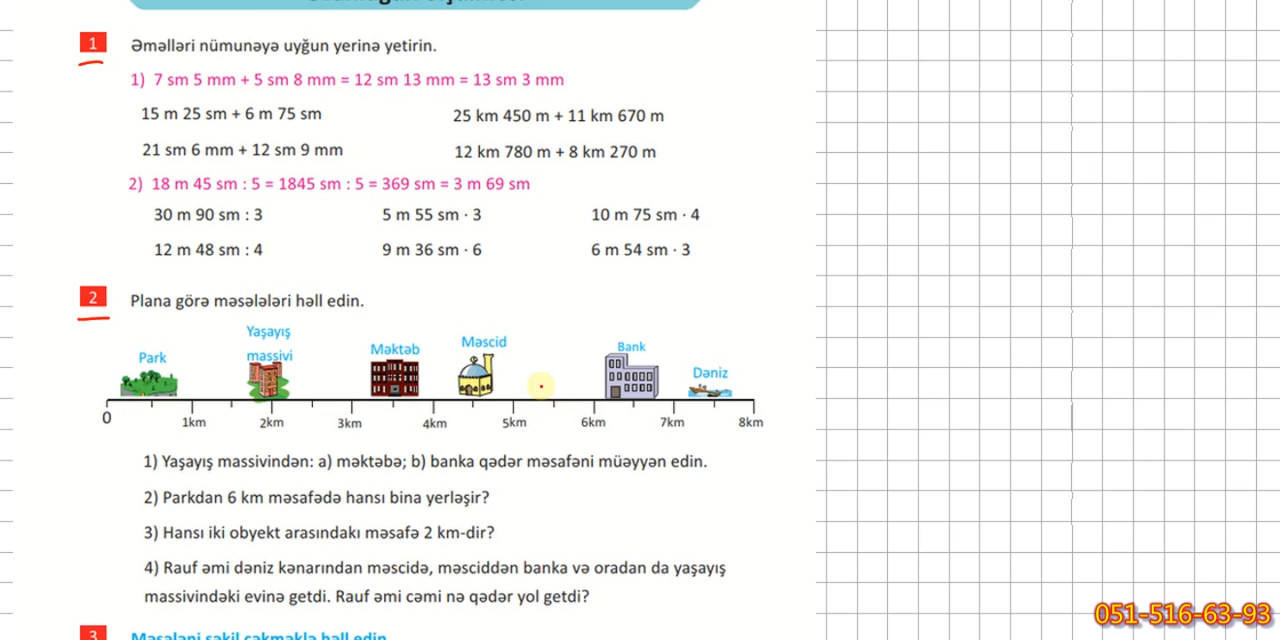 1 Əməlləri nümunəyə uyğun yerinə yetirin.
1) 7 sm 5 mm + 5 sm 8 mm = 12 sm 13 mm = 13 sm 3 mm
15 m 25 sm + 6 m 75 sm 25 km 450 m + 11 km 670 m
21 sm 6 mm + 12 sm 9 mm 12 km 780 m + 8 km 270 m
2) 18 m 45 sm : 5 = 1845 sm : 5 = 369 sm = 3 m 69 sm
30 m 90 sm : 3 5 m 55 sm · 3 10 m 75 sm · 4
12 m 48 sm : 4 9 m 36 sm · 6 6 m 54 sm · 3
2 Plana görə məsələləri həll edin.
Park
Yaşayış
massivi
Məktəb
Məscid
Bank
Dəniz
0 1km 2km 3km 4km 5km 6km 7km 8km
1) Yaşayış massivindən: a) məktəbə; b) banka qədər məsafəni müəyyən edin.
2) Parkdan 6 km məsafədə hansı bina yerləşir?
3) Hansı iki obyekt arasındakı məsafə 2 km-dir?
4) Rauf əmi dəniz kənarından məscidə, məsciddən banka və oradan da yaşayış
massivindəki evinə getdi. Rauf əmi cəmi nə qədər yol getdi?
3 Məsələni şəkil çəkməklə həll edin
051-516-63-93